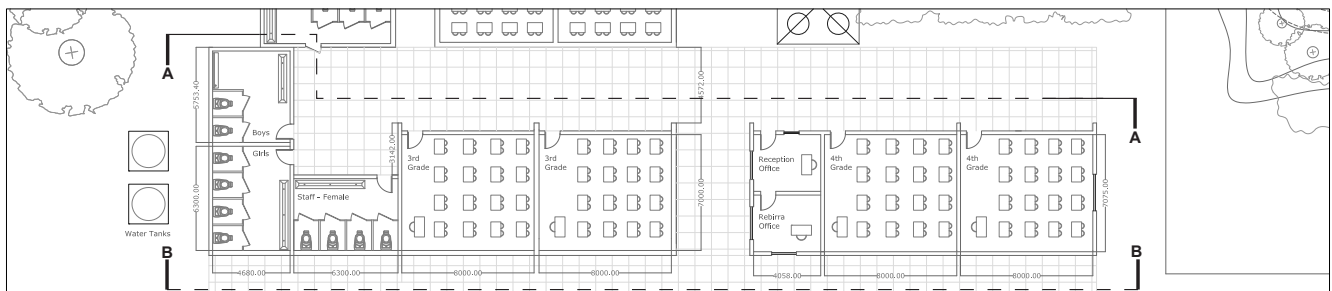 A
A
5753.40
4572.00
Boys
Girls
3142.00
3rd
Grade
3rd
Grade
Reception
Office
4th
Grade
4th
Grade
6300.00
Staff - Female
7000.00
7075.00
Rebirra
Office
Water Tanks
B
B
4680.00
6300.00
8000.00
8000.00
4058.00
8000.00
8000.00